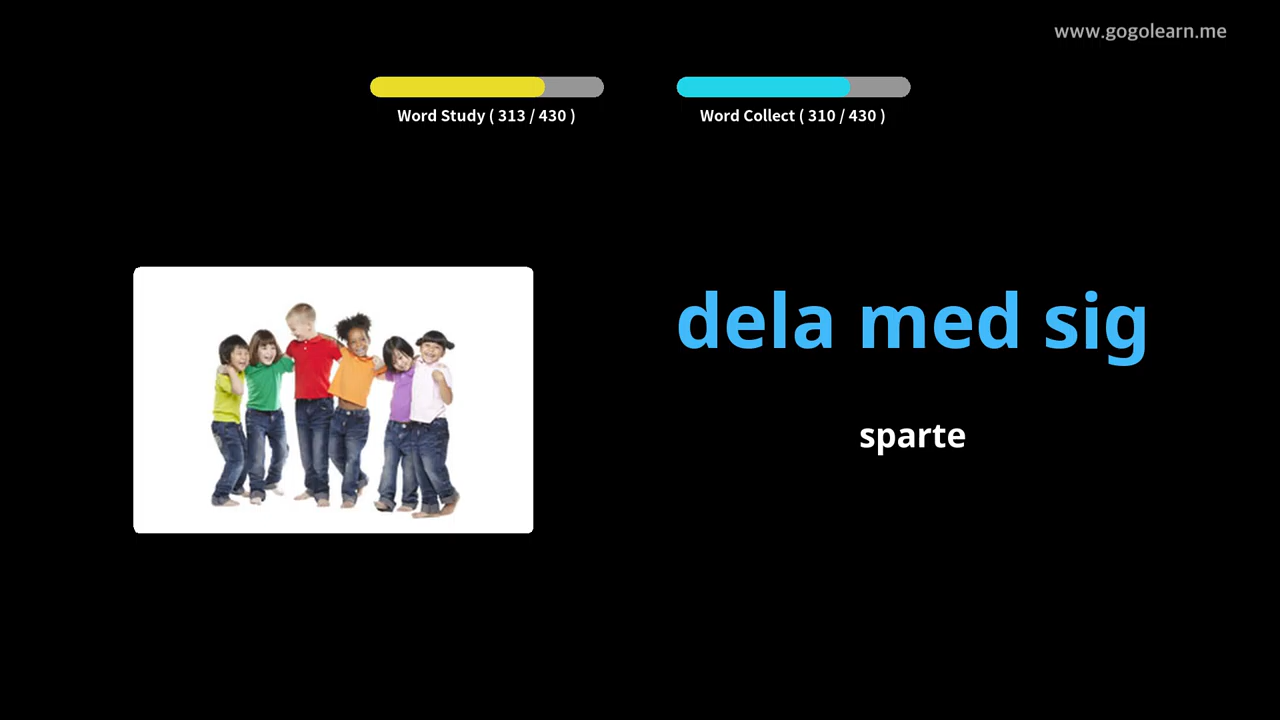 www.gogolearn.me
Word Study ( 313 / 430 )
Word Collect ( 310 / 430 )
dela med sig
sparte